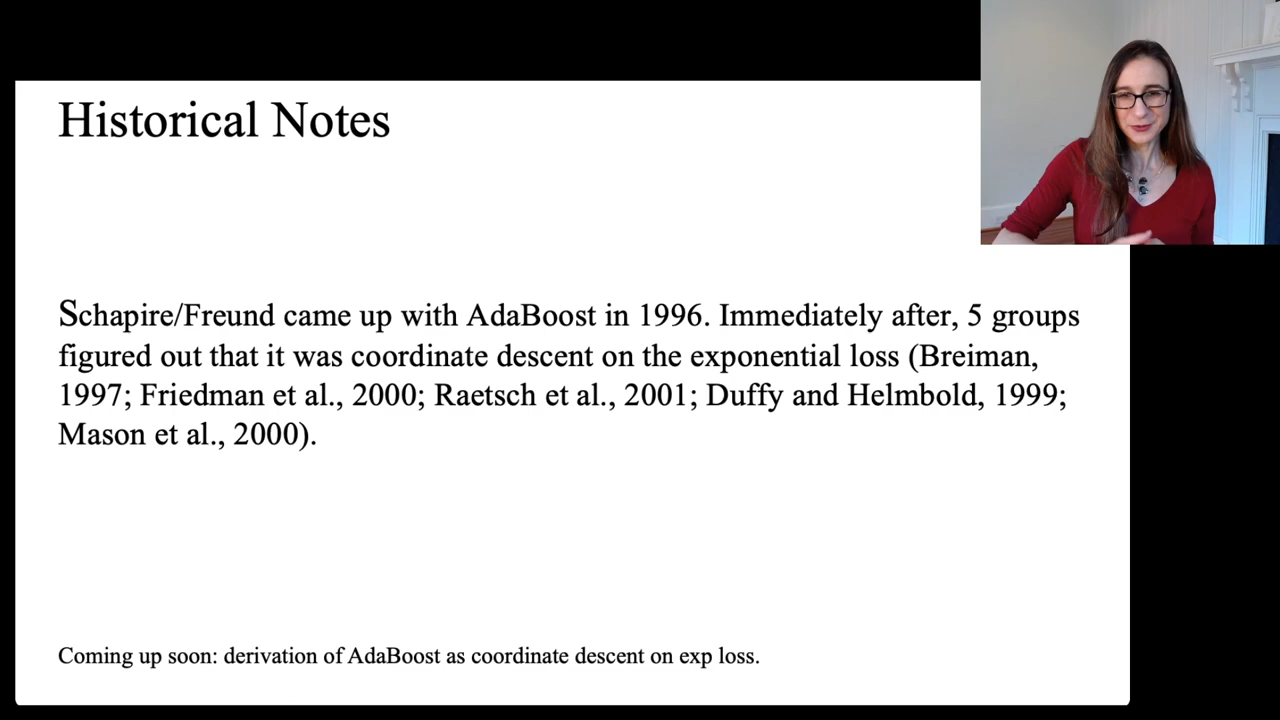 Historical Notes
Schapire/Freund came up with AdaBoost in 1996. Immediately after, 5 groups
figured out that it was coordinate descent on the exponential loss (Breiman,
1997; Friedman et al., 2000; Raetsch et al., 2001; Duffy and Helmbold, 1999;
Mason et al., 2000).
Coming up soon: derivation of AdaBoost as coordinate descent on exp loss.